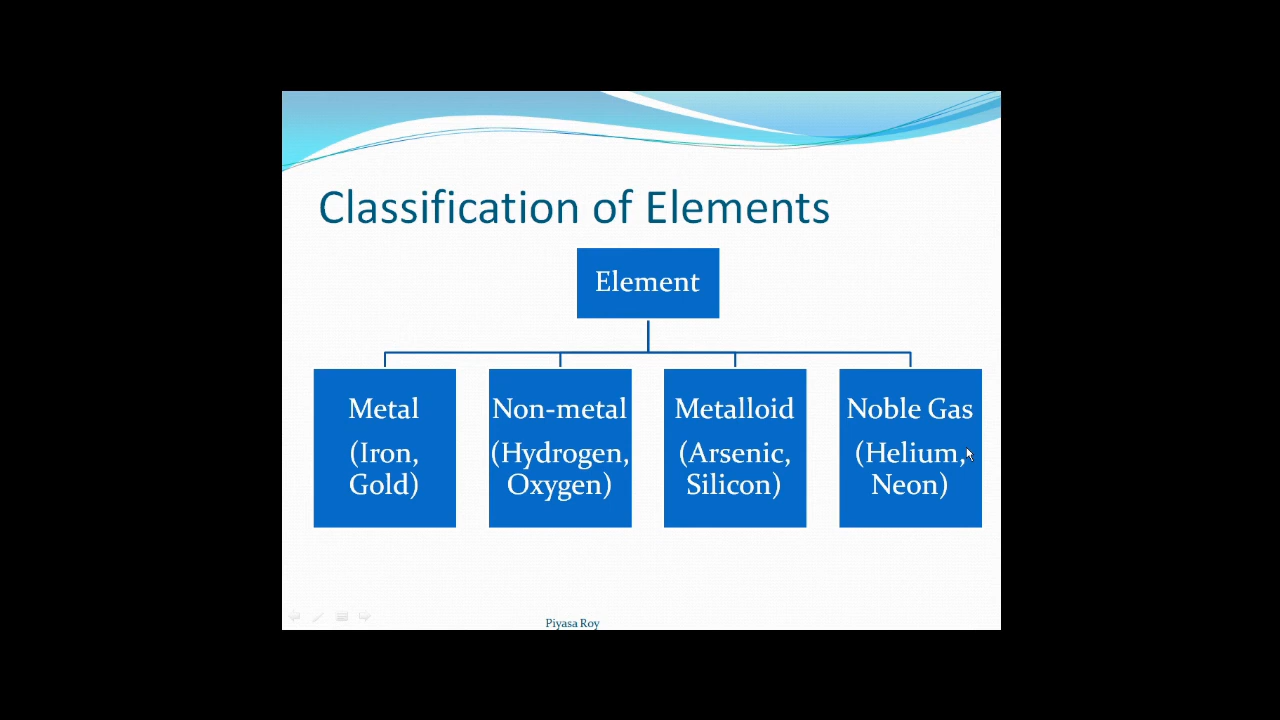 Classification of Elements
Element
Metal
(Iron,
Gold)
Non-metal
(Hydrogen,
Oxygen)
Metalloid
(Arsenic,
Silicon)
Noble Gas
(Helium,
Neon)
Piyasa Roy